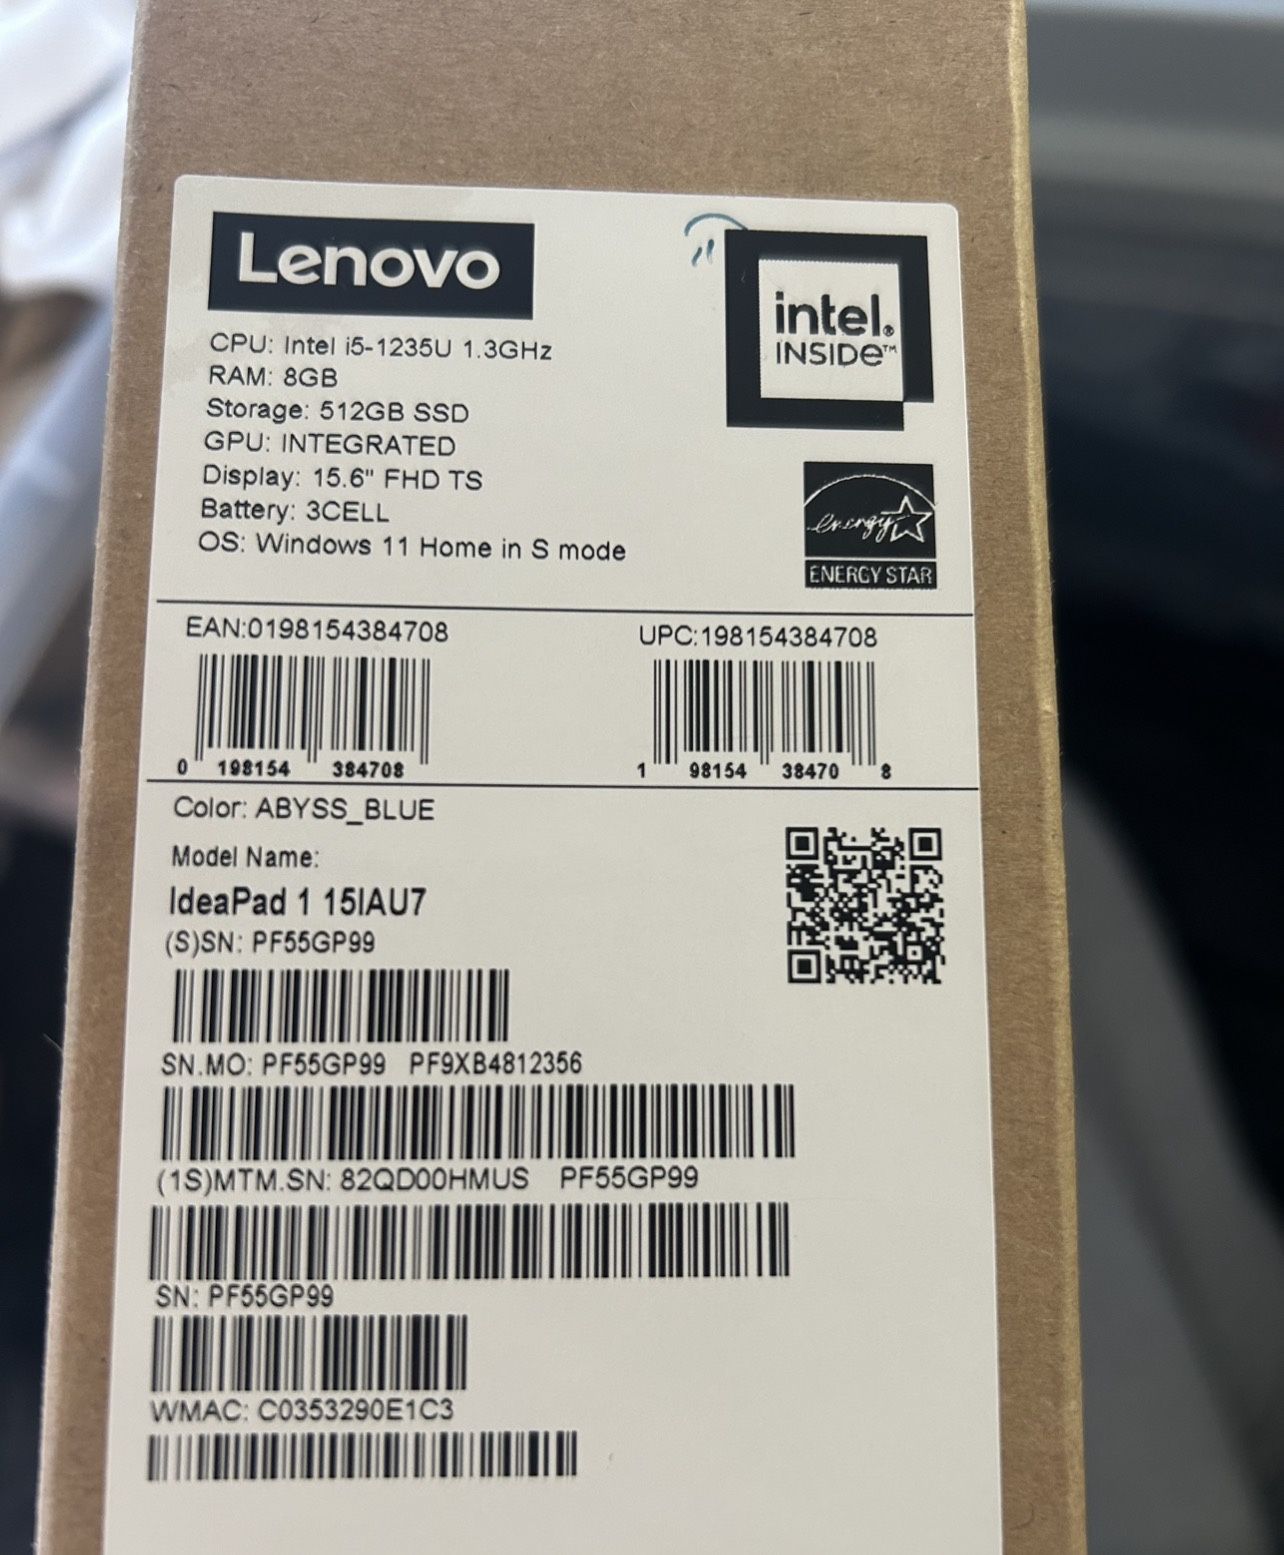 Lenovo
intel.
INSIDE™
CPU: Intel i5-1235U 1.3GHz
RAM: 8GB
Storage: 512GB SSD
GPU: INTEGRATED
Display: 15.6" FHD TS
Battery: 3CELL
OS: Windows 11 Home in S mode
energy
ENERGY STAR
EAN:0198154384708
UPC:198154384708
0 198154 384708
1 98154 38470 8
Color: ABYSS_BLUE
Model Name:
IdeaPad 1 15IAU7
(S)SN: PF55GP99
SN.MO: PF55GP99 PF9XB4812356
(1S)MTM.SN: 82QD00HMUS PF55GP99
SN: PF55GP99
WMAC: C0353290E1C3